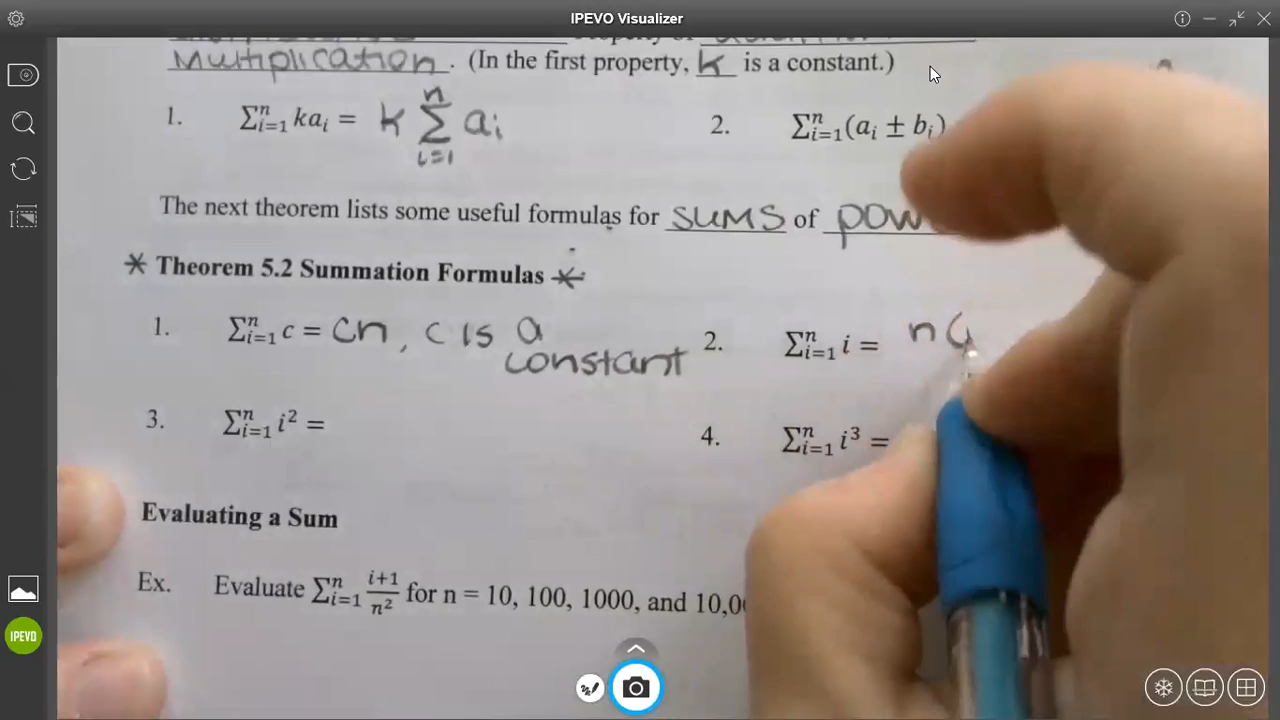 IPEVO Visualizer
Multiplication. (In the first property, k is a constant.)
1. Σⁿᵢ₌₁ kaᵢ = k Σⁿᵢ₌₁ aᵢ
2. Σⁿᵢ₌₁(aᵢ ± bᵢ)
The next theorem lists some useful formulas for sums of
* Theorem 5.2 Summation Formulas *
1. Σⁿᵢ₌₁ c = cn, c is a constant
2. Σⁿᵢ₌₁ i = n(
3. Σⁿᵢ₌₁ i² =
4. Σⁿᵢ₌₁ i³ =
Evaluating a Sum
Ex. Evaluate Σⁿᵢ₌₁ (i+1)/n² for n = 10, 100, 1000, and 10,0
IPEVO